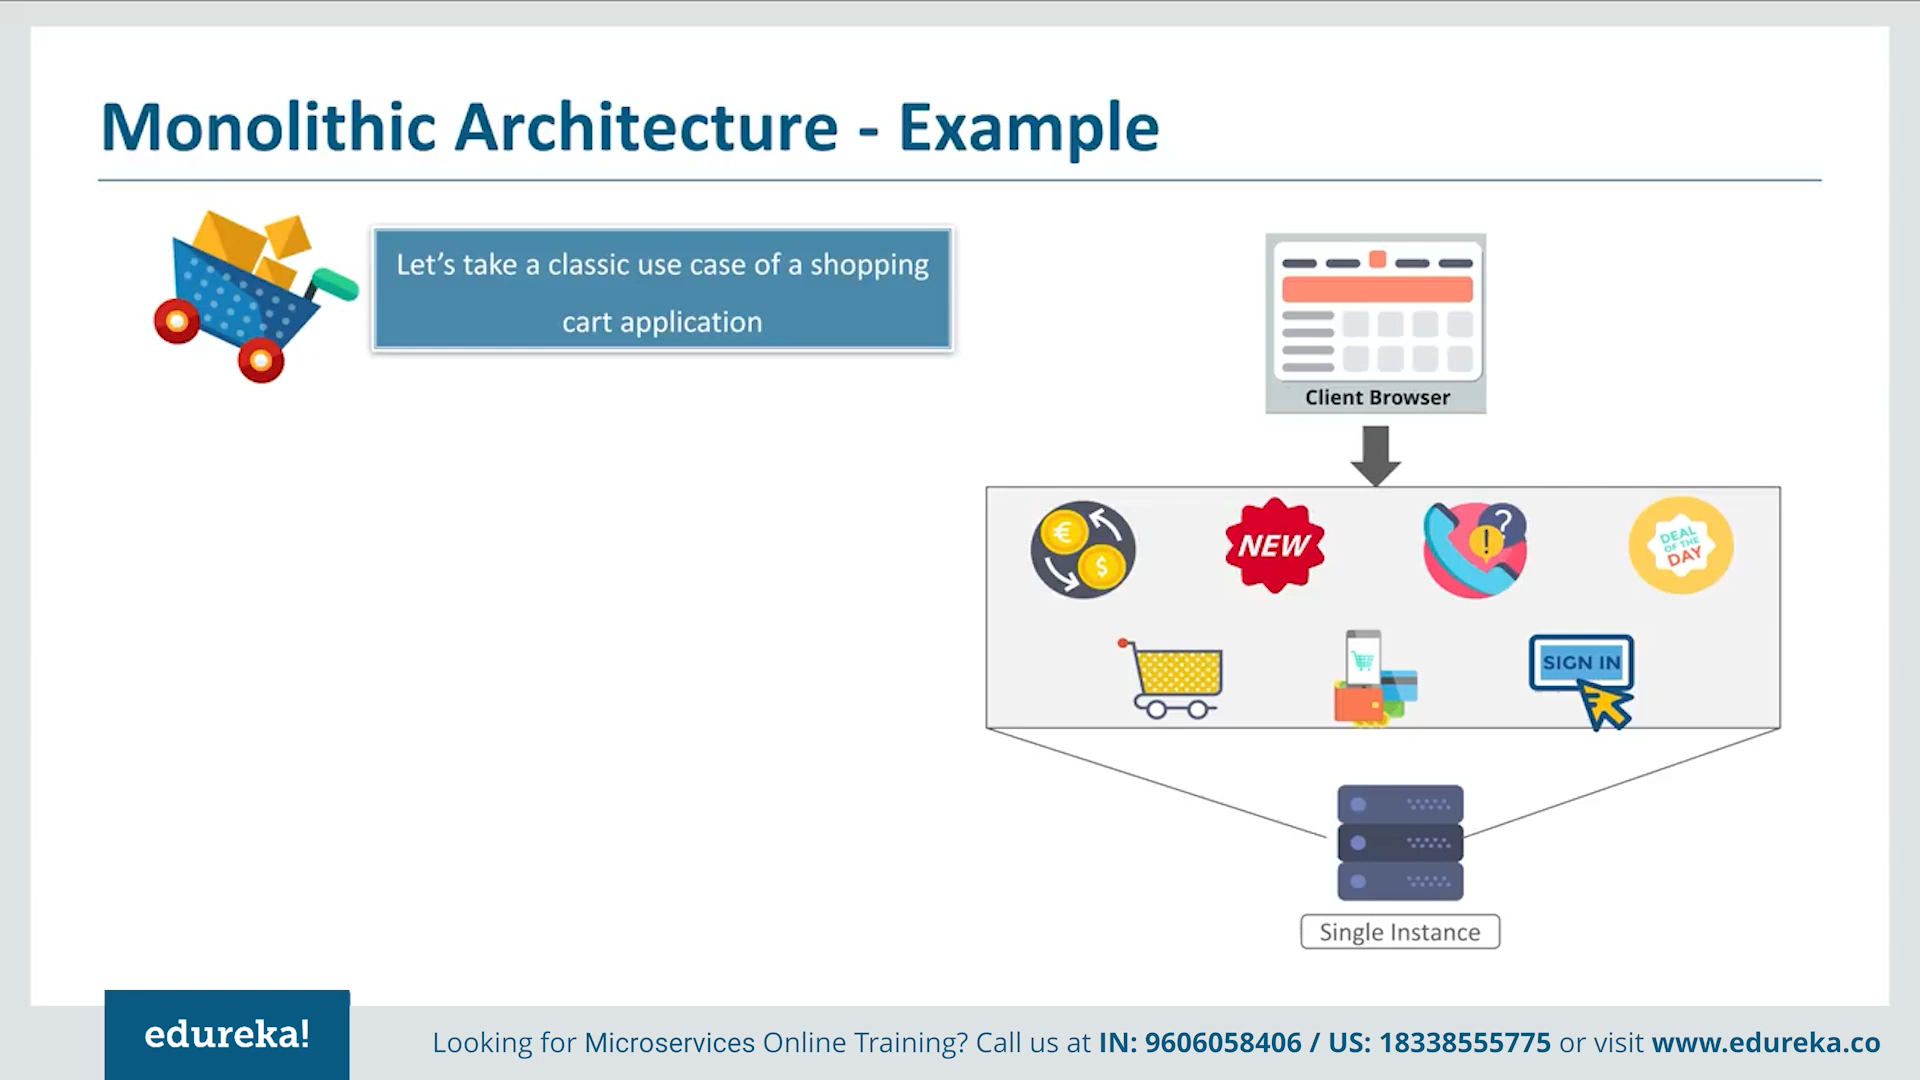 Monolithic Architecture - Example
Let’s take a classic use case of a shopping
cart application
Client Browser
€
$
NEW
?
!
DEAL
OF THE
DAY
SIGN IN
Single Instance
edureka!
Looking for Microservices Online Training? Call us at IN: 9606058406 / US: 18338555775 or visit www.edureka.co